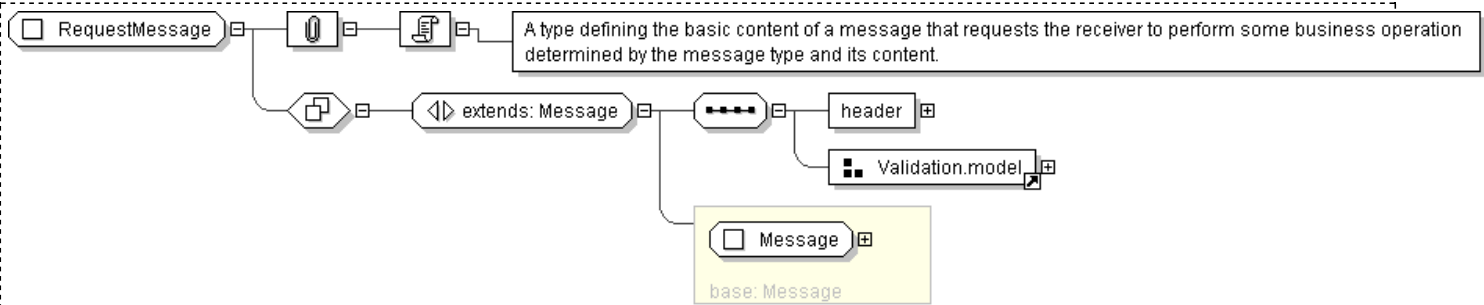 RequestMessage
A type defining the basic content of a message that requests the receiver to perform some business operation
determined by the message type and its content.
extends: Message
header
Validation.model
Message
base: Message